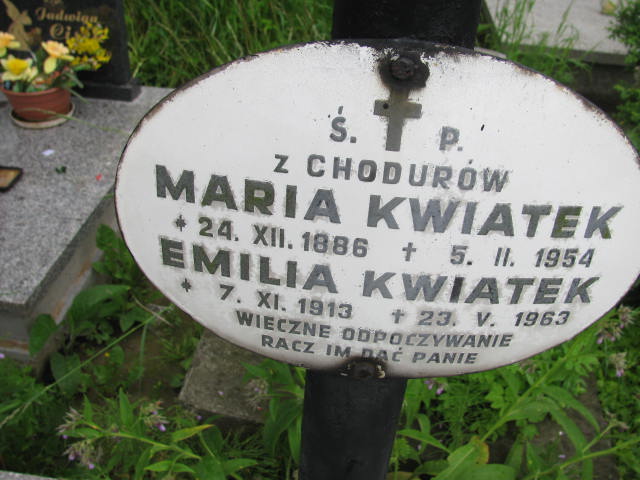 Jadwiga
Ś. P.
Z CHODURÓW
MARIA KWIATEK
* 24. XII. 1886 + 5. II. 1954
EMILIA KWIATEK
* 7. XI. 1913 + 23. V. 1963
WIECZNE ODPOCZYWANIE
RACZ IM DAĆ PANIE